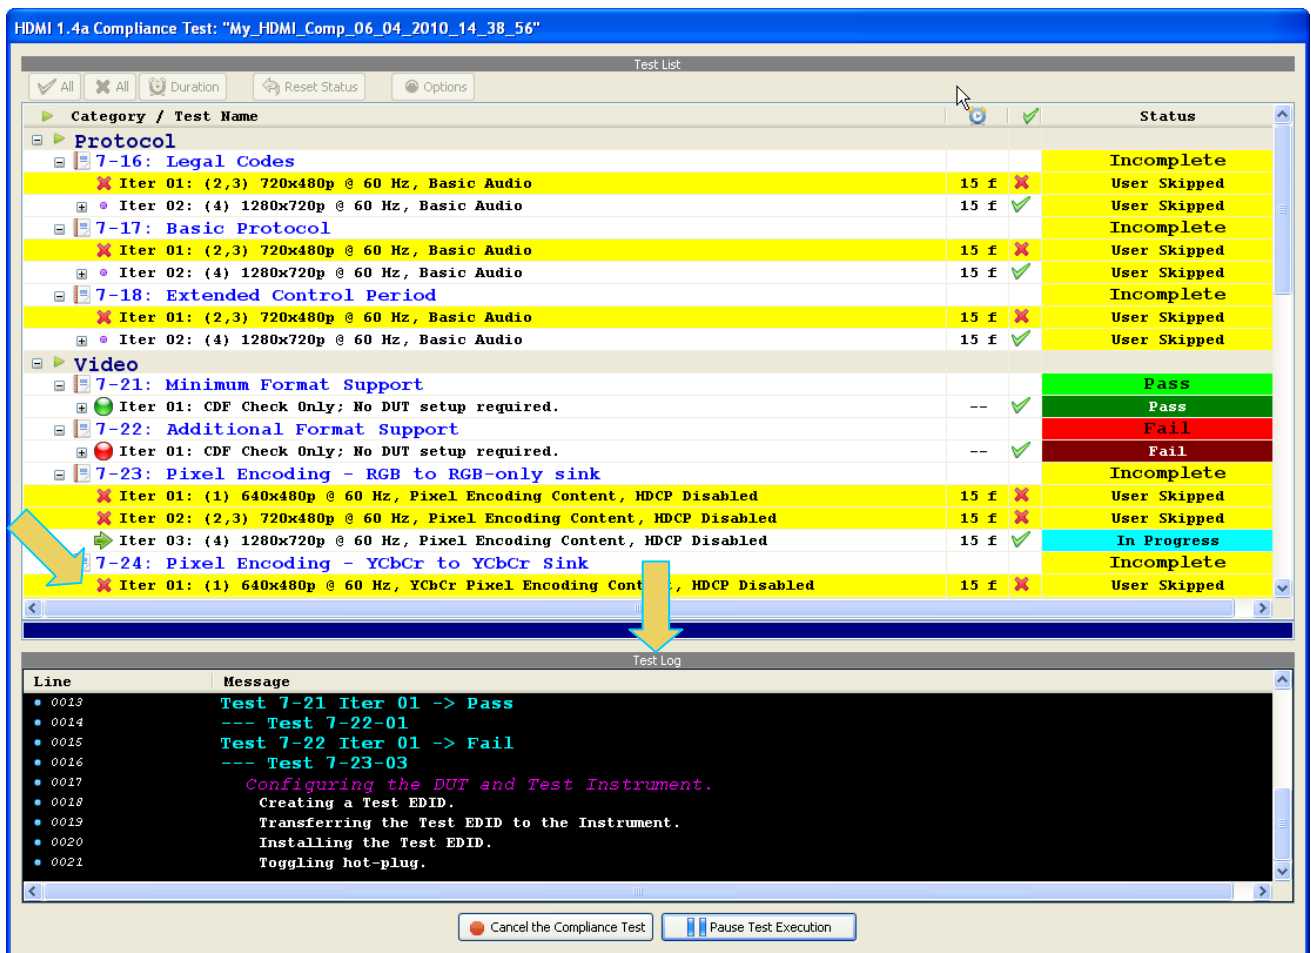 HDMI 1.4a Compliance Test: "My_HDMI_Comp_06_04_2010_14_38_56"
Test List
All All Duration Reset Status Options
Category / Test Name Status
Protocol
7-16: Legal Codes Incomplete
Iter 01: (2,3) 720x480p @ 60 Hz, Basic Audio 15 f User Skipped
Iter 02: (4) 1280x720p @ 60 Hz, Basic Audio 15 f User Skipped
7-17: Basic Protocol Incomplete
Iter 01: (2,3) 720x480p @ 60 Hz, Basic Audio 15 f User Skipped
Iter 02: (4) 1280x720p @ 60 Hz, Basic Audio 15 f User Skipped
7-18: Extended Control Period Incomplete
Iter 01: (2,3) 720x480p @ 60 Hz, Basic Audio 15 f User Skipped
Iter 02: (4) 1280x720p @ 60 Hz, Basic Audio 15 f User Skipped
Video
7-21: Minimum Format Support Pass
Iter 01: CDF Check Only; No DUT setup required. -- Pass
7-22: Additional Format Support Fail
Iter 01: CDF Check Only; No DUT setup required. -- Fail
7-23: Pixel Encoding - RGB to RGB-only sink Incomplete
Iter 01: (1) 640x480p @ 60 Hz, Pixel Encoding Content, HDCP Disabled 15 f User Skipped
Iter 02: (2,3) 720x480p @ 60 Hz, Pixel Encoding Content, HDCP Disabled 15 f User Skipped
Iter 03: (4) 1280x720p @ 60 Hz, Pixel Encoding Content, HDCP Disabled 15 f In Progress
7-24: Pixel Encoding - YCbCr to YCbCr Sink Incomplete
Iter 01: (1) 640x480p @ 60 Hz, YCbCr Pixel Encoding Cont , HDCP Disabled 15 f User Skipped
Test Log
Line Message
0013 Test 7-21 Iter 01 -> Pass
0014 --- Test 7-22-01
0015 Test 7-22 Iter 01 -> Fail
0016 --- Test 7-23-03
0017 Configuring the DUT and Test Instrument.
0018 Creating a Test EDID.
0019 Transferring the Test EDID to the Instrument.
0020 Installing the Test EDID.
0021 Toggling hot-plug.
Cancel the Compliance Test Pause Test Execution